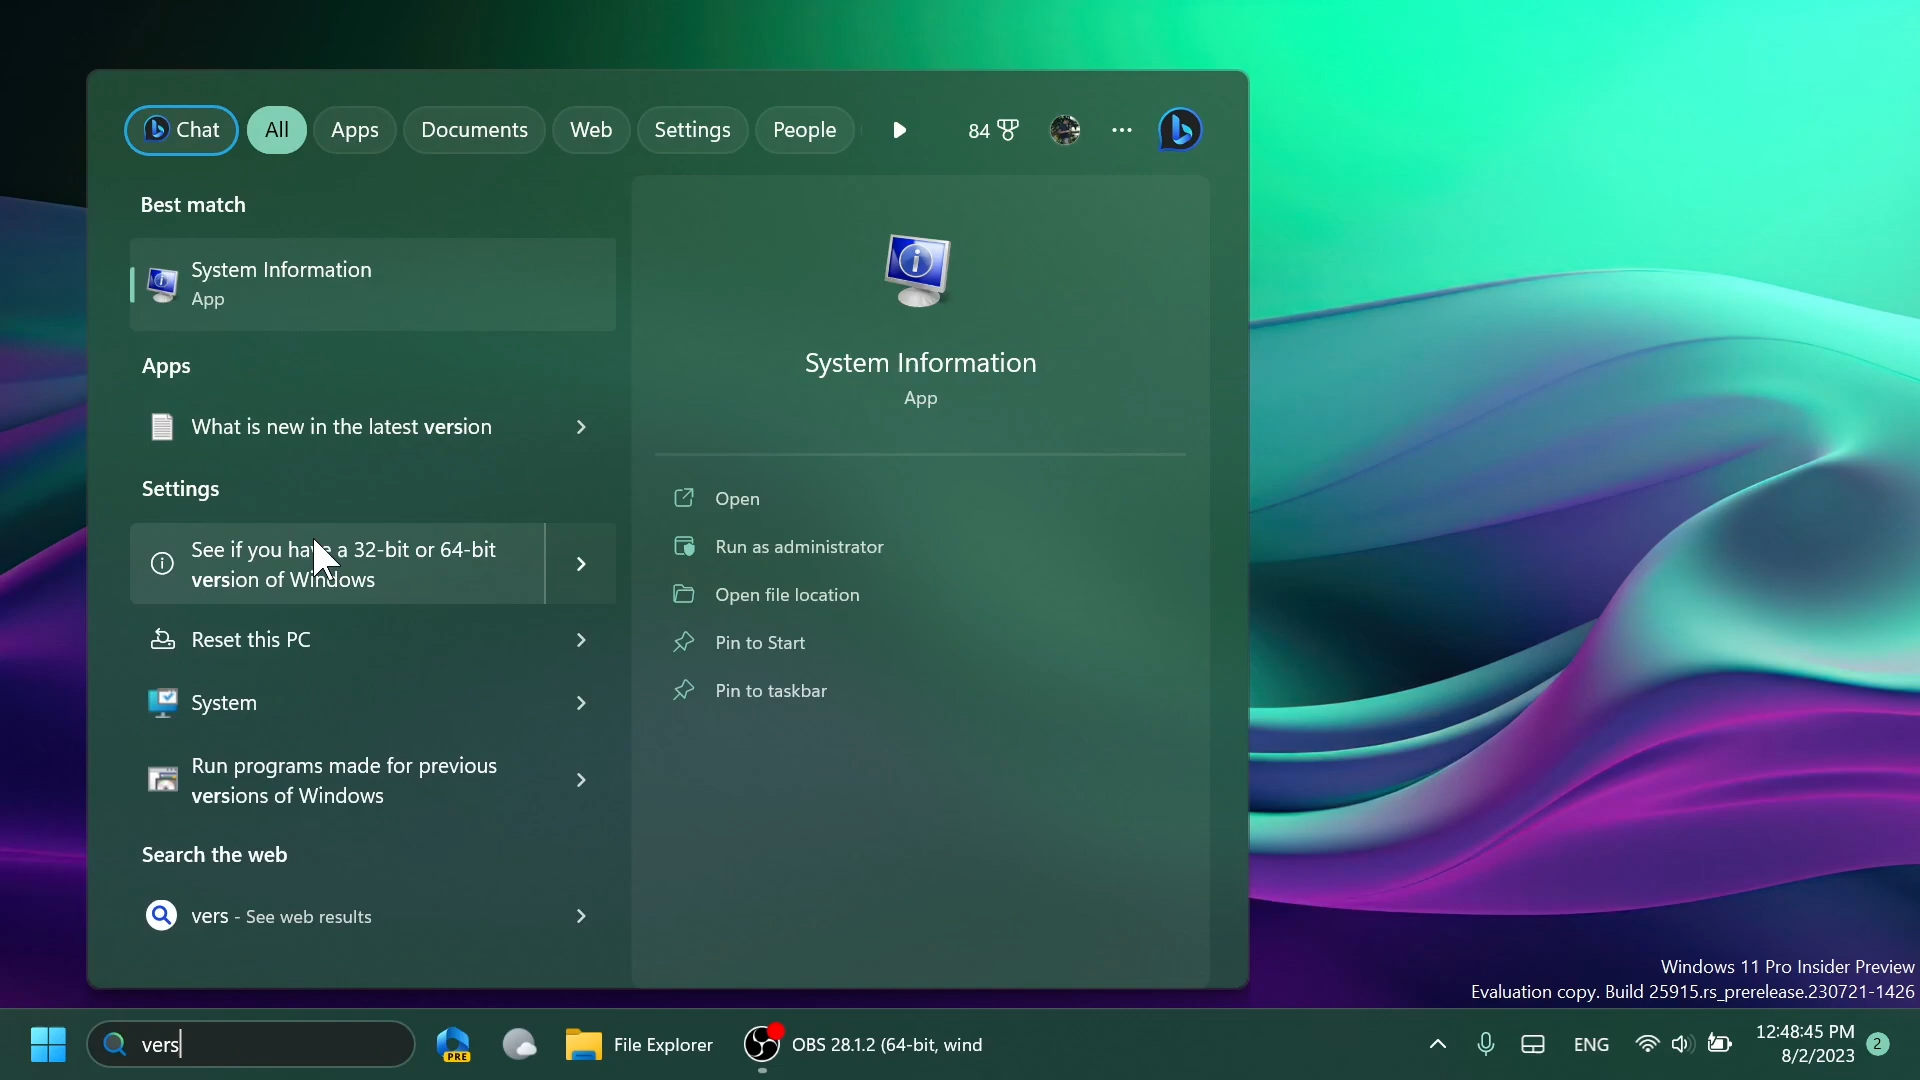 Chat
All
Apps
Documents
Web
Settings
People
84
Best match
System Information
App
Apps
What is new in the latest version
Settings
See if you have a 32-bit or 64-bit
version of Windows
Reset this PC
System
Run programs made for previous
versions of Windows
Search the web
vers - See web results
System Information
App
Open
Run as administrator
Open file location
Pin to Start
Pin to taskbar
Windows 11 Pro Insider Preview
Evaluation copy. Build 25915.rs_prerelease.230721-1426
vers
PRE
File Explorer
OBS 28.1.2 (64-bit, wind
ENG
12:48:45 PM
8/2/2023
2